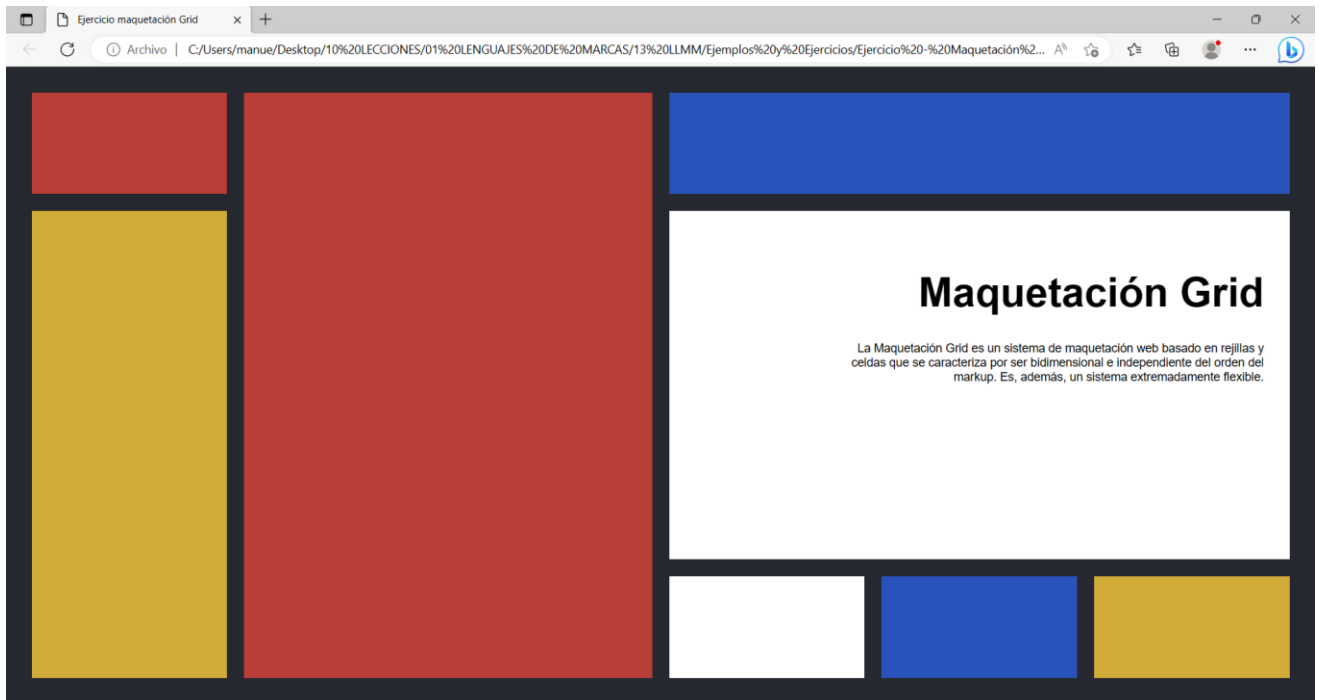 Ejercicio maquetación Grid
Archivo | C:/Users/manue/Desktop/10%20LECCIONES/01%20LENGUAJES%20DE%20MARCAS/13%20LLMM/Ejemplos%20y%20Ejercicios/Ejercicio%20-%20Maquetación%2...
Maquetación Grid
La Maquetación Grid es un sistema de maquetación web basado en rejillas y
celdas que se caracteriza por ser bidimensional e independiente del orden del
markup. Es, además, un sistema extremadamente flexible.